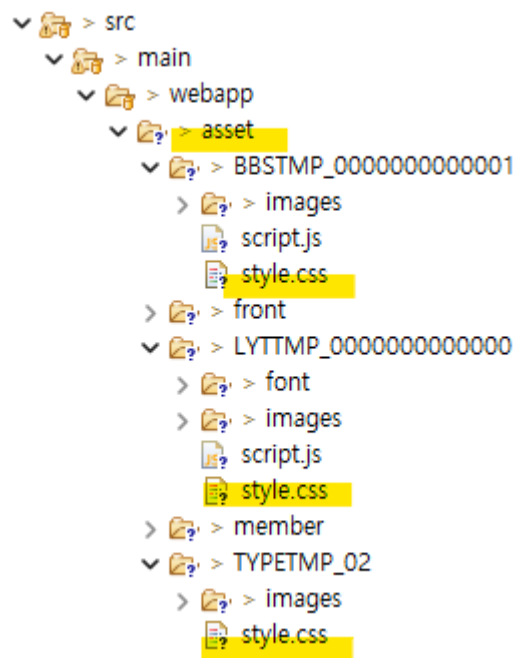 > src
> main
> webapp
> asset
> BBSTMP_0000000000001
> images
script.js
style.css
> front
> LYTTMP_0000000000000
> font
> images
script.js
style.css
> member
> TYPETMP_02
> images
style.css